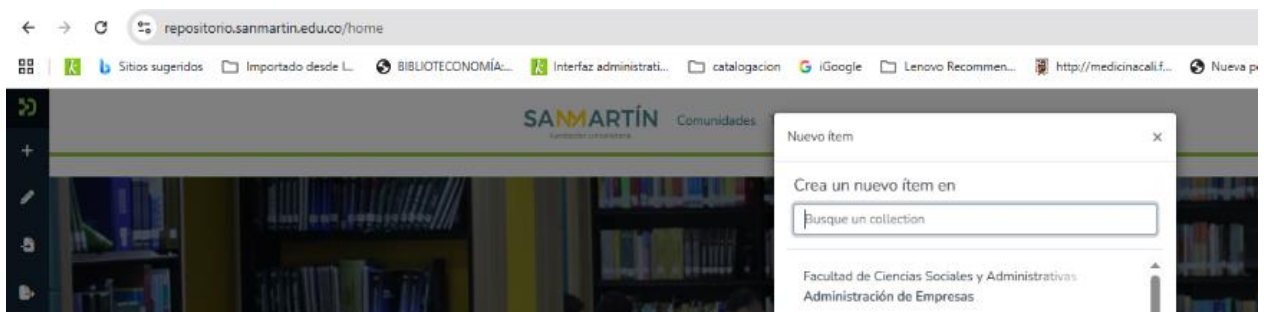 repositorio.sanmartin.edu.co/home
Sitios sugeridos Importado desde I... BIBLIOTECONOMÍA:... Interfaz administrati... catalogacion iGoogle Lenovo Recommen... http://medicinacali.f... Nueva p
SANMARTÍN Comunidades
Nuevo ítem ×
Crea un nuevo ítem en
Busque un collection
Facultad de Ciencias Sociales y Administrativas
Administración de Empresas